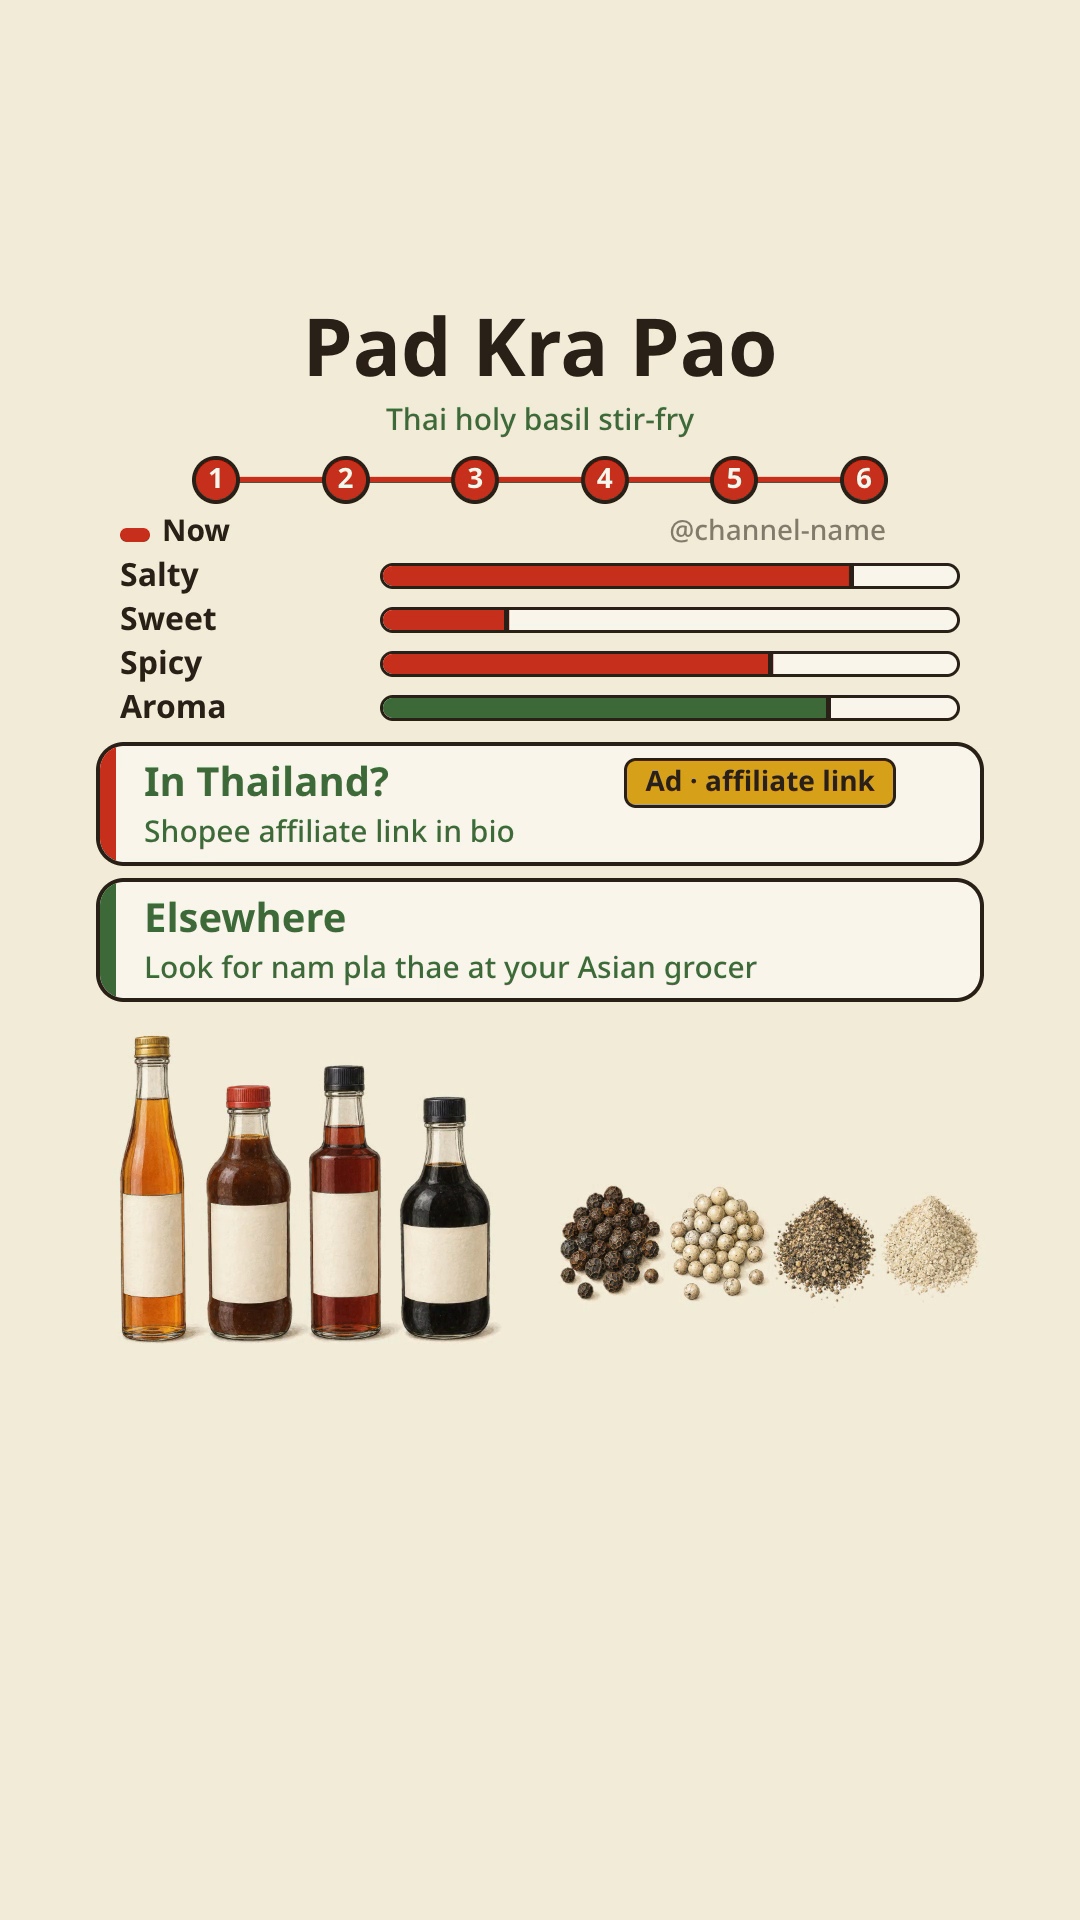 Pad Kra Pao
Thai holy basil stir-fry
1 2 3 4 5 6
Now @channel-name
Salty
Sweet
Spicy
Aroma
In Thailand? Ad · affiliate link
Shopee affiliate link in bio
Elsewhere
Look for nam pla thae at your Asian grocer